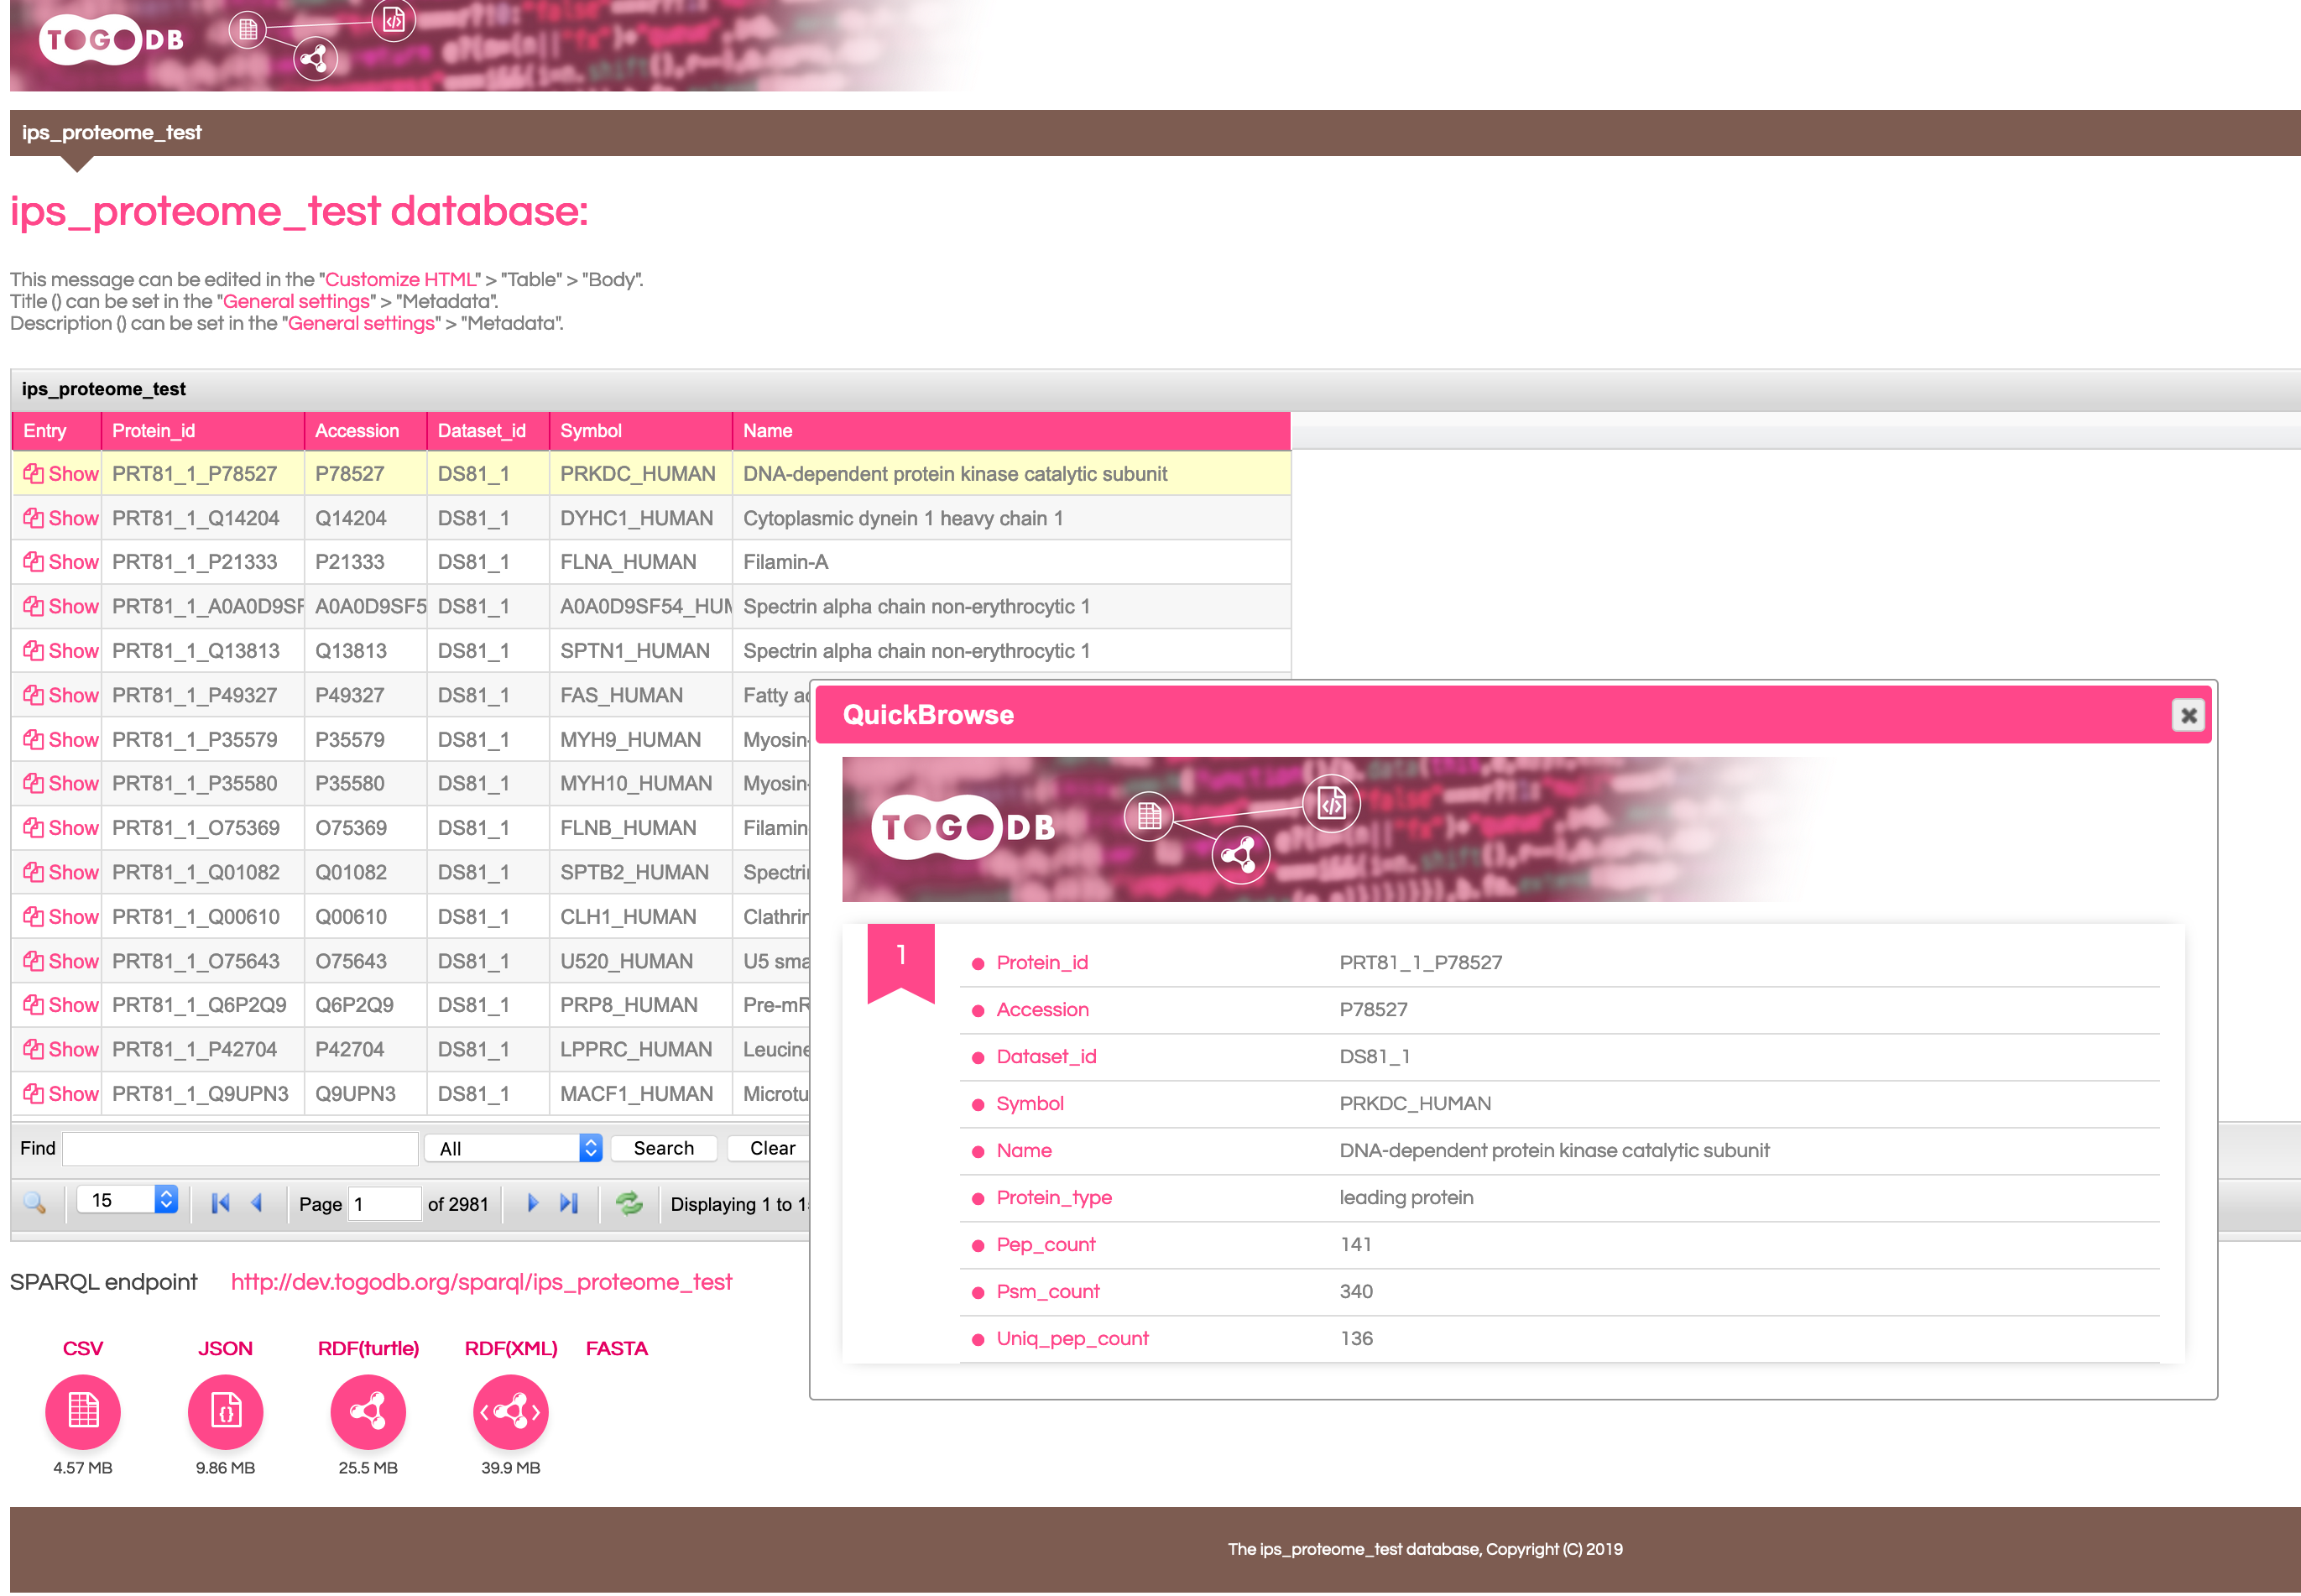 TOGODB
ips_proteome_test
ips_proteome_test database:
This message can be edited in the "Customize HTML" > "Table" > "Body".
Title () can be set in the "General settings" > "Metadata".
Description () can be set in the "General settings" > "Metadata".
ips_proteome_test
Entry Protein_id Accession Dataset_id Symbol Name
Show PRT81_1_P78527 P78527 DS81_1 PRKDC_HUMAN DNA-dependent protein kinase catalytic subunit
Show PRT81_1_Q14204 Q14204 DS81_1 DYHC1_HUMAN Cytoplasmic dynein 1 heavy chain 1
Show PRT81_1_P21333 P21333 DS81_1 FLNA_HUMAN Filamin-A
Show PRT81_1_A0A0D9SF A0A0D9SF5 DS81_1 A0A0D9SF54_HUM Spectrin alpha chain non-erythrocytic 1
Show PRT81_1_Q13813 Q13813 DS81_1 SPTN1_HUMAN Spectrin alpha chain non-erythrocytic 1
Show PRT81_1_P49327 P49327 DS81_1 FAS_HUMAN Fatty
Show PRT81_1_P35579 P35579 DS81_1 MYH9_HUMAN Myosin-
Show PRT81_1_P35580 P35580 DS81_1 MYH10_HUMAN Myosin-
Show PRT81_1_O75369 O75369 DS81_1 FLNB_HUMAN Filamin
Show PRT81_1_Q01082 Q01082 DS81_1 SPTB2_HUMAN Spectri
Show PRT81_1_Q00610 Q00610 DS81_1 CLH1_HUMAN Clathrin
Show PRT81_1_O75643 O75643 DS81_1 U520_HUMAN U5 sma
Show PRT81_1_Q6P2Q9 Q6P2Q9 DS81_1 PRP8_HUMAN Pre-mR
Show PRT81_1_P42704 P42704 DS81_1 LPPRC_HUMAN Leucine
Show PRT81_1_Q9UPN3 Q9UPN3 DS81_1 MACF1_HUMAN Microtu
Find All Search Clear
15 Page 1 of 2981 Displaying 1 to 1
QuickBrowse
TOGODB
1
Protein_id PRT81_1_P78527
Accession P78527
Dataset_id DS81_1
Symbol PRKDC_HUMAN
Name DNA-dependent protein kinase catalytic subunit
Protein_type leading protein
Pep_count 141
Psm_count 340
Uniq_pep_count 136
SPARQL endpoint http://dev.togodb.org/sparql/ips_proteome_test
CSV JSON RDF(turtle) RDF(XML) FASTA
4.57 MB 9.86 MB 25.5 MB 39.9 MB
The ips_proteome_test database, Copyright (C) 2019